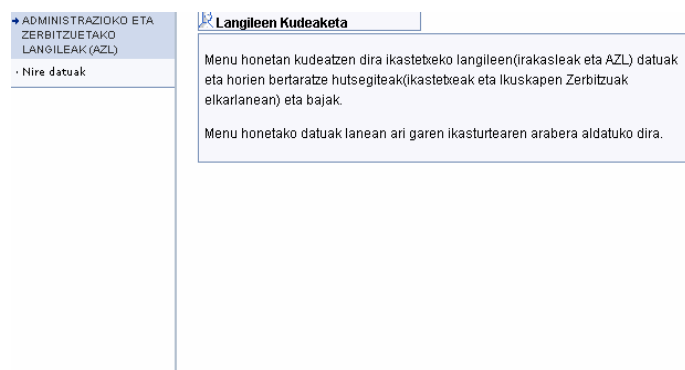 ADMINISTRAZIOKO ETA
ZERBITZUETAKO
LANGILEAK (AZL)
· Nire datuak
Langileen Kudeaketa
Menu honetan kudeatzen dira ikastetxeko langileen(irakasleak eta AZL) datuak
eta horien bertaratze hutsegiteak(ikastetxeak eta Ikuskapen Zerbitzuak
elkarlanean) eta bajak.
Menu honetako datuak lanean ari garen ikasturtearen arabera aldatuko dira.